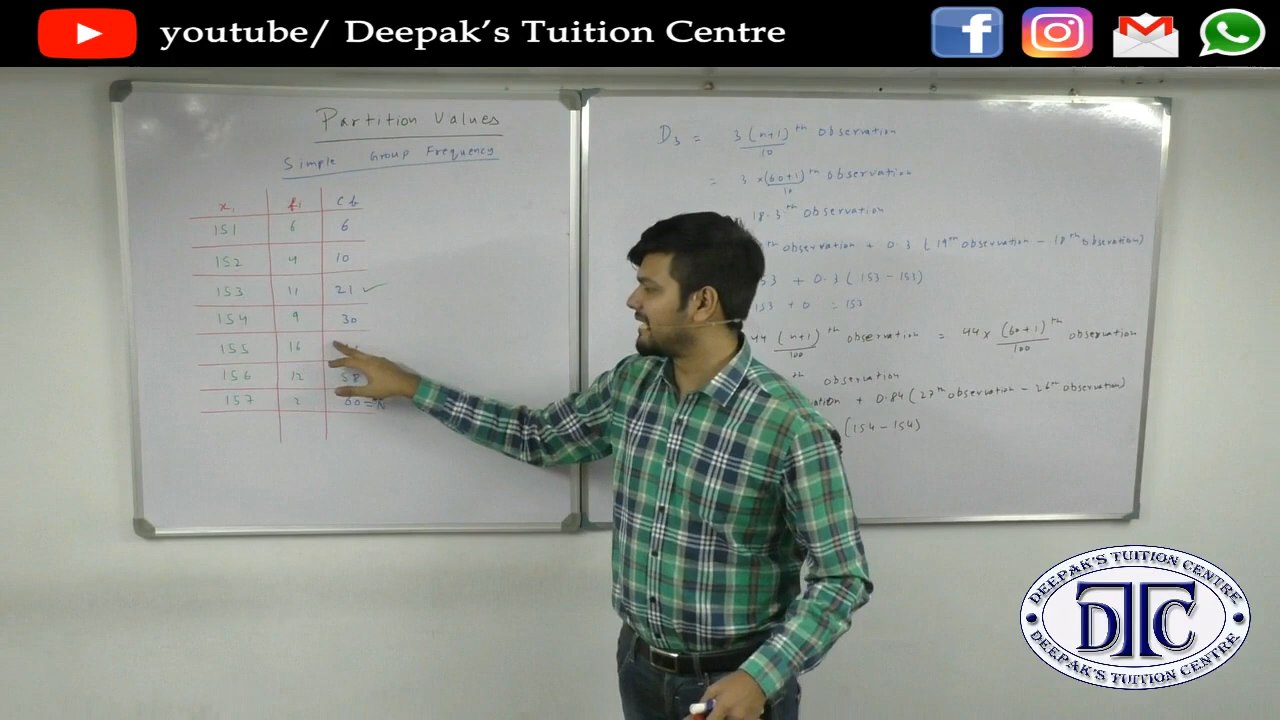 youtube/ Deepak's Tuition Centre
Partition Values
Simple Group Frequency
x₁ f₁ c f
151 6 6
152 4 10
153 11 21 ✓
154 9 30
155 16
156 12 58
157 2 60 = N
D₃ = 3 (n+1)/10 th observation
= 3 × (60+1)/10 th observation
18.3 th observation
th observation + 0.3 ( 19th observation - 18th observation)
+ 0.3 ( 153 - 153)
153 + 0 = 153
44 (n+1)/100 th observation = 44 × (60+1)/100 th observation
th observation
+ 0.84 ( 27th observation - 26th observation)
(154 - 154)
DEEPAK'S TUITION CENTRE
DTC
DEEPAK'S TUITION CENTRE